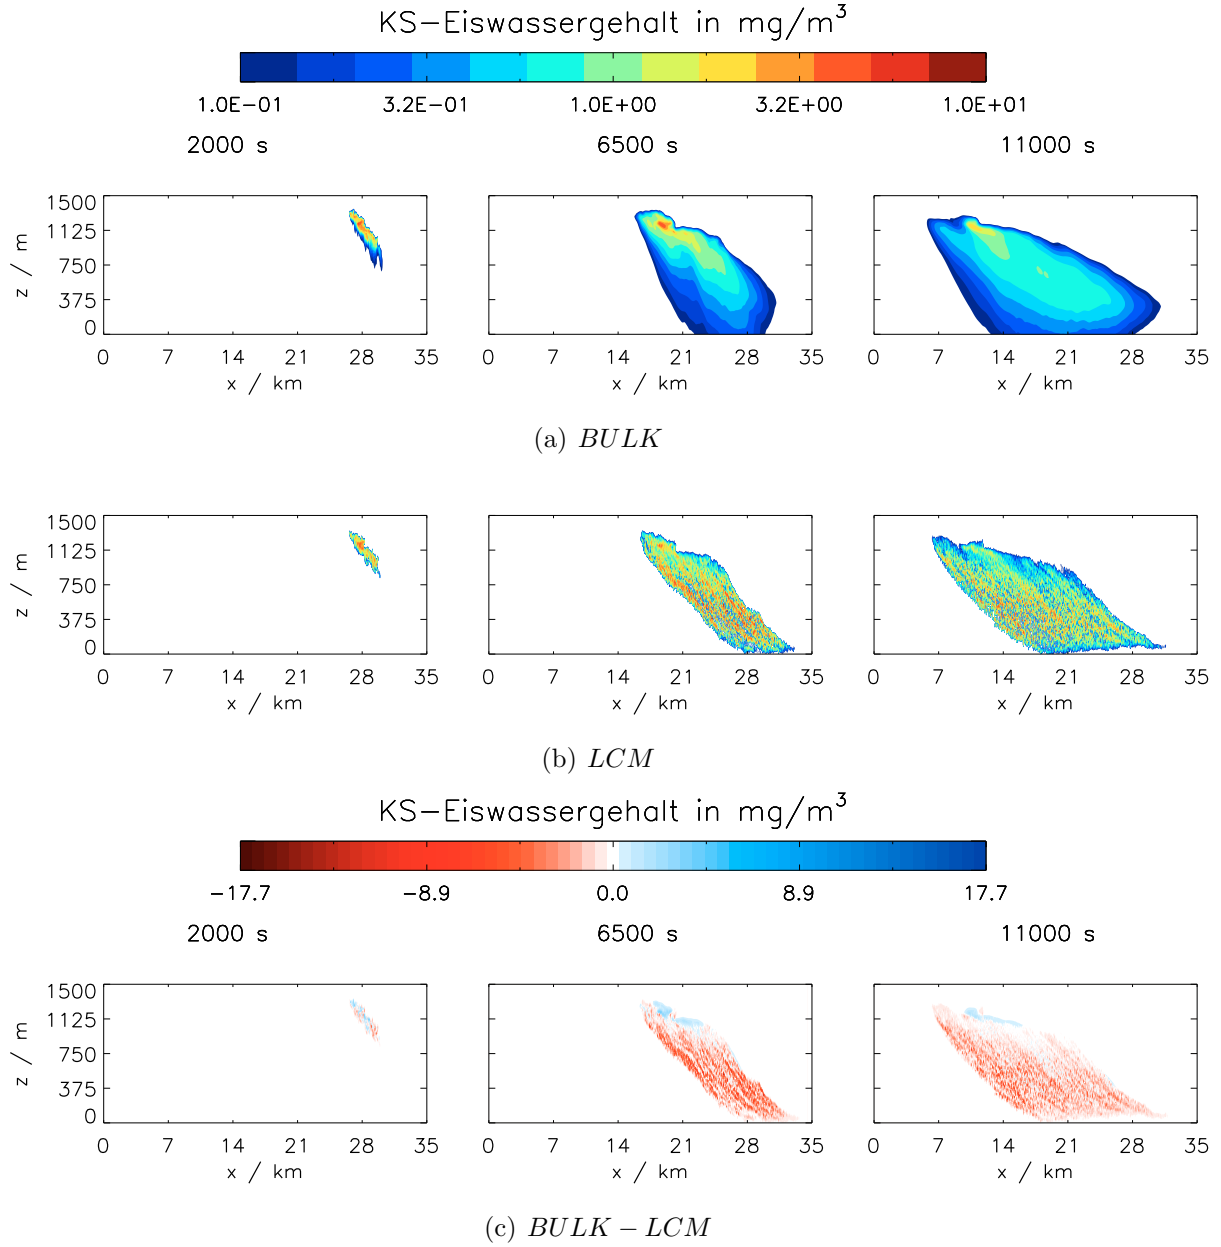 KS−Eiswassergehalt in mg/m³
1.0E−01 3.2E−01 1.0E+00 3.2E+00 1.0E+01
2000 s 6500 s 11000 s
1500
1125
750
375
0
z / m
0 7 14 21 28 35 0 7 14 21 28 35 0 7 14 21 28 35
x / km x / km x / km
(a) BULK
1500
1125
750
375
0
z / m
0 7 14 21 28 35 0 7 14 21 28 35 0 7 14 21 28 35
x / km x / km x / km
(b) LCM
KS−Eiswassergehalt in mg/m³
−17.7 −8.9 0.0 8.9 17.7
2000 s 6500 s 11000 s
1500
1125
750
375
0
z / m
0 7 14 21 28 35 0 7 14 21 28 35 0 7 14 21 28 35
x / km x / km x / km
(c) BULK − LCM